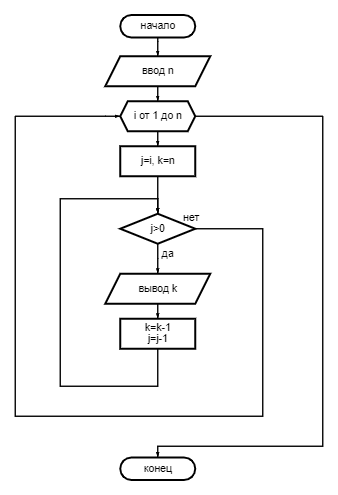 начало
ввод n
i от 1 до n
j=i, k=n
нет
j>0
да
вывод k
k=k-1
j=j-1
конец